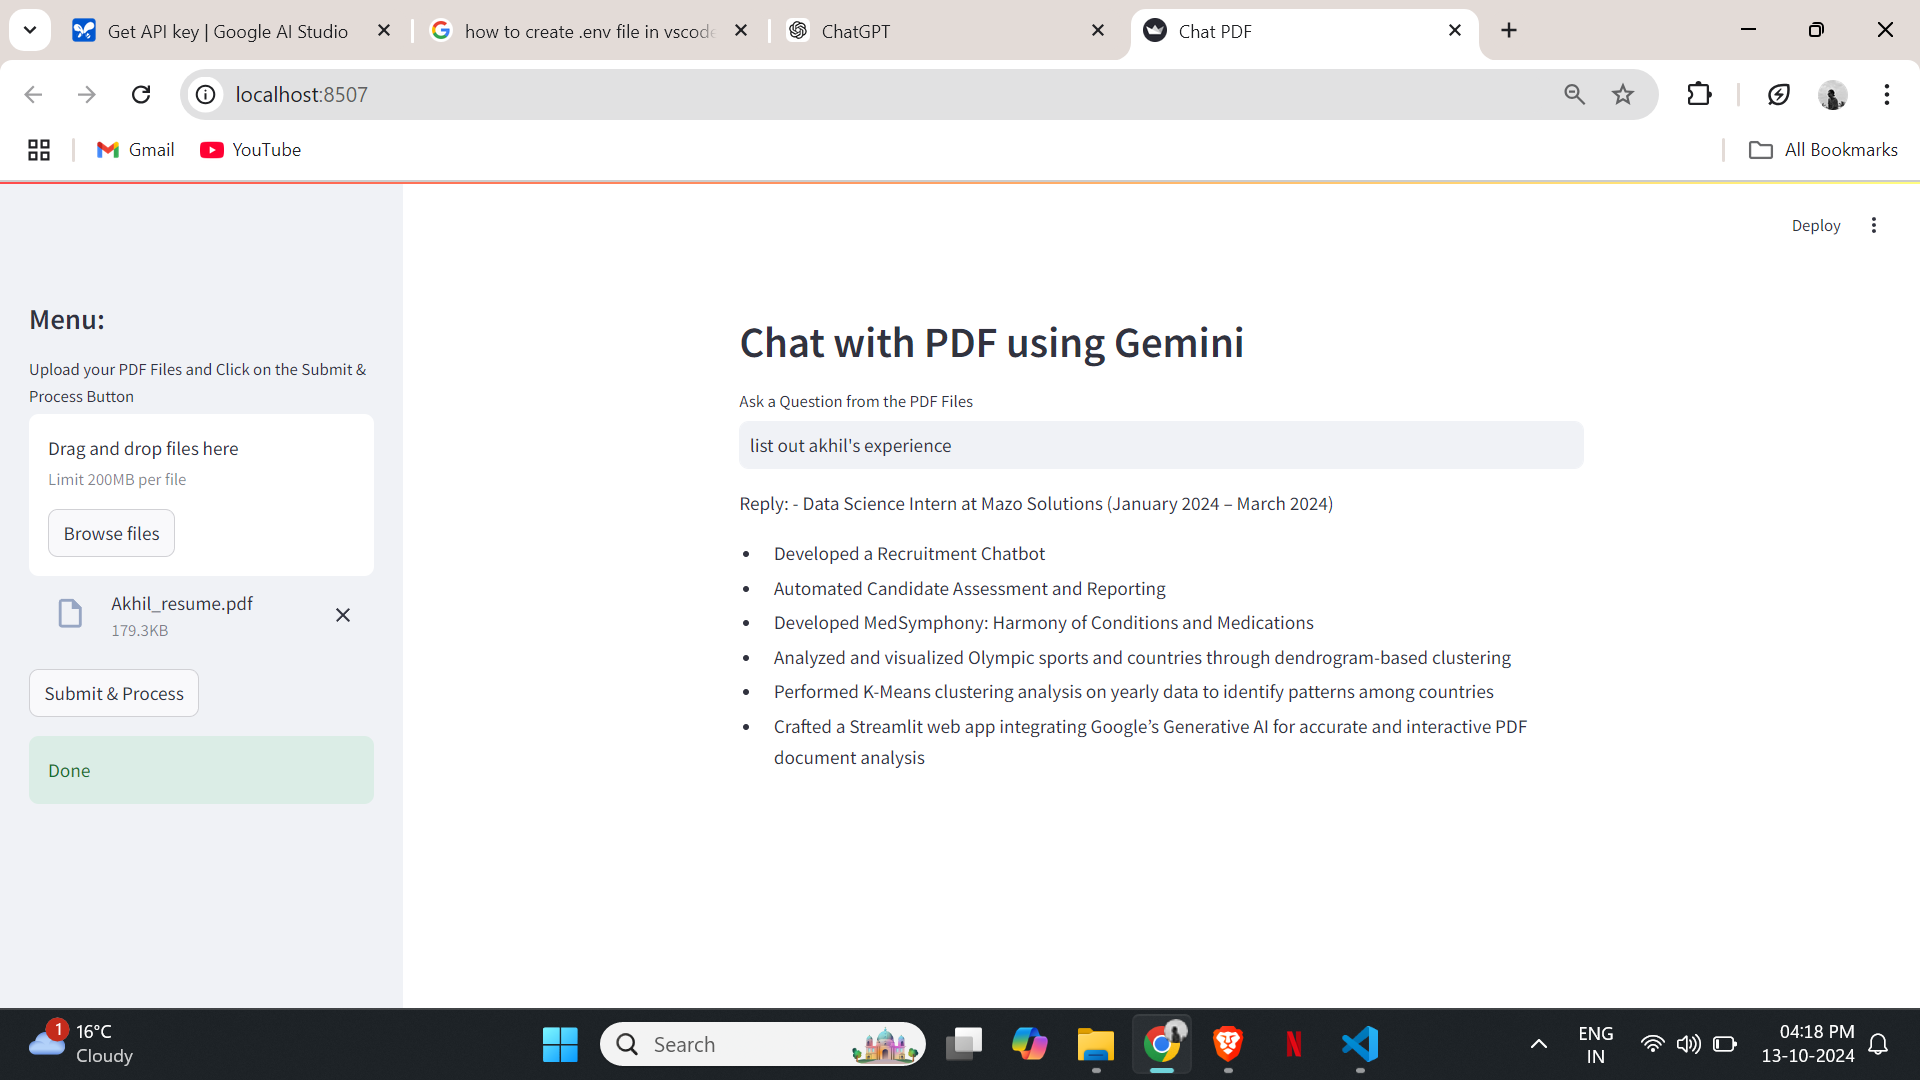 Get API key | Google AI Studio
how to create .env file in vscode
ChatGPT
Chat PDF
localhost:8507
Gmail
YouTube
All Bookmarks
Deploy
Menu:
Upload your PDF Files and Click on the Submit &
Process Button
Drag and drop files here
Limit 200MB per file
Browse files
Akhil_resume.pdf
179.3KB
Submit & Process
Done
Chat with PDF using Gemini
Ask a Question from the PDF Files
list out akhil's experience
Reply: - Data Science Intern at Mazo Solutions (January 2024 – March 2024)
• Developed a Recruitment Chatbot
• Automated Candidate Assessment and Reporting
• Developed MedSymphony: Harmony of Conditions and Medications
• Analyzed and visualized Olympic sports and countries through dendrogram-based clustering
• Performed K-Means clustering analysis on yearly data to identify patterns among countries
• Crafted a Streamlit web app integrating Google’s Generative AI for accurate and interactive PDF
document analysis
1
16°C
Cloudy
Search
N
ENG
IN
04:18 PM
13-10-2024